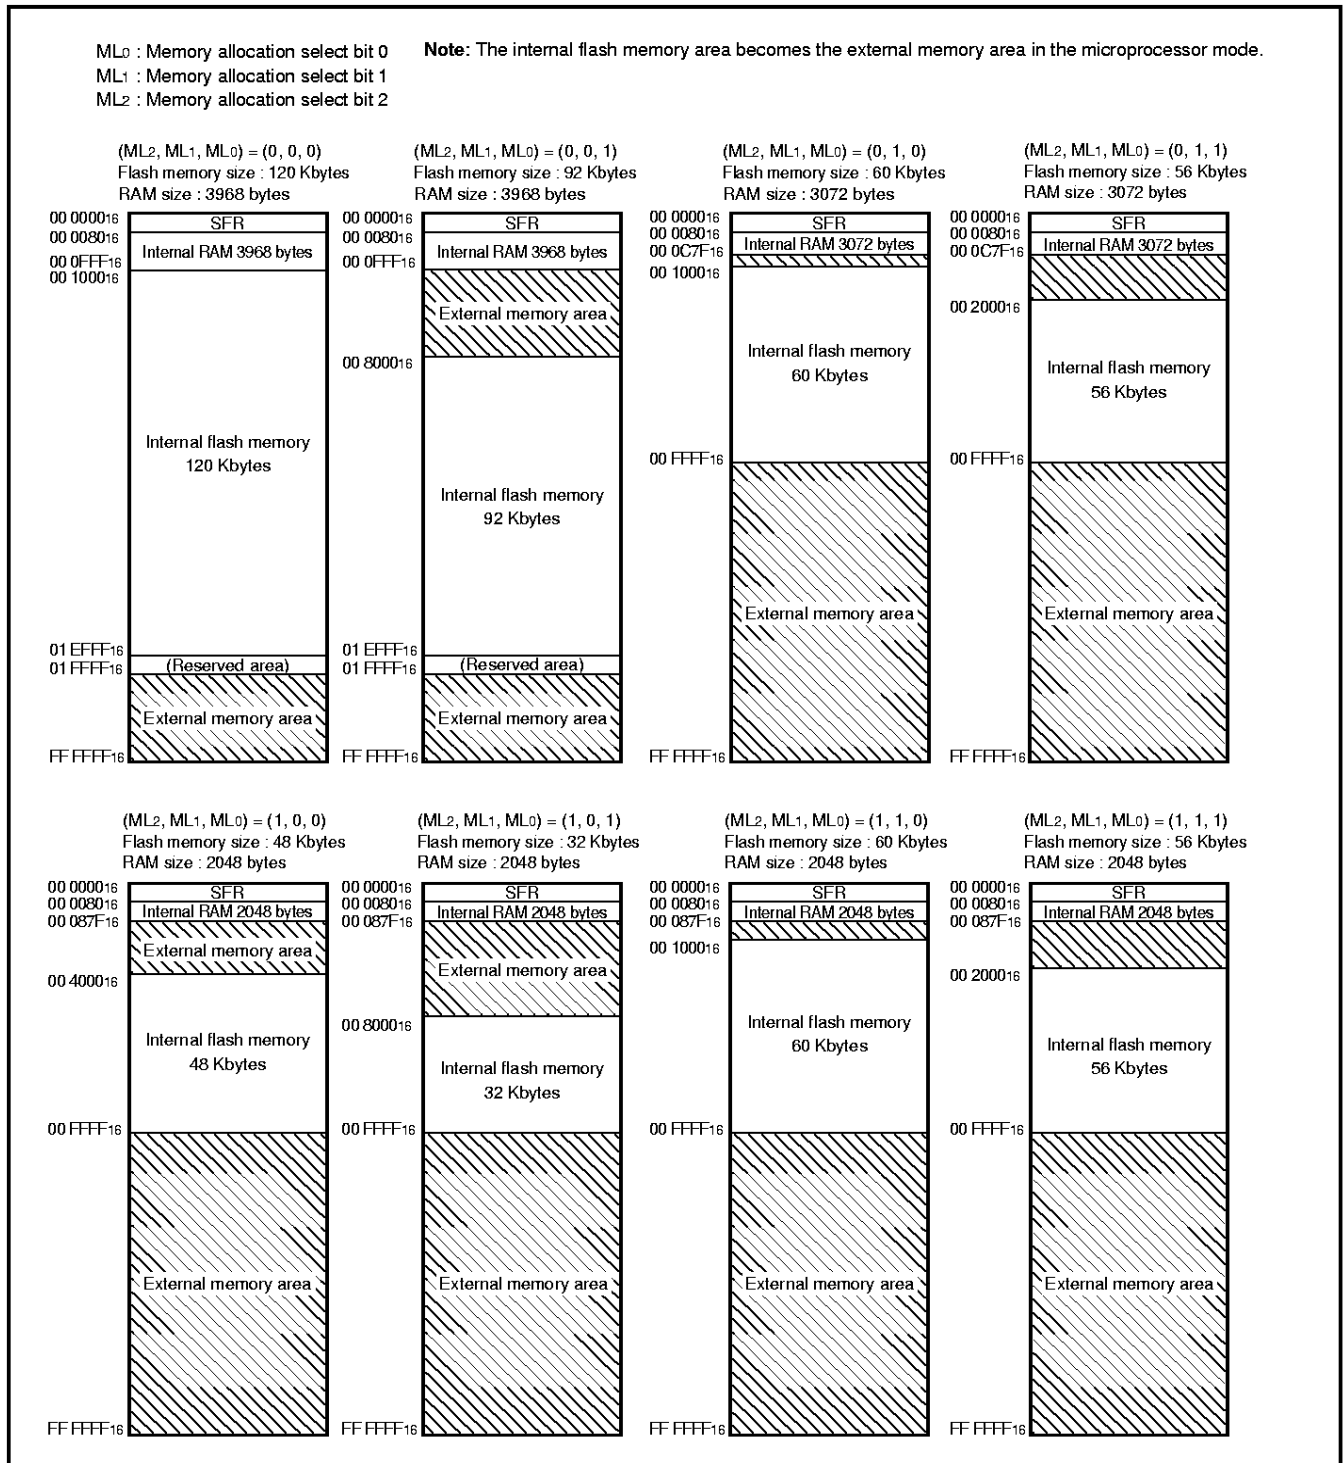 ML0 : Memory allocation select bit 0
ML1 : Memory allocation select bit 1
ML2 : Memory allocation select bit 2
Note: The internal flash memory area becomes the external memory area in the microprocessor mode.
(ML2, ML1, ML0) = (0, 0, 0)
Flash memory size : 120 Kbytes
RAM size : 3968 bytes
00 000016
SFR
00 008016
Internal RAM 3968 bytes
00 0FFF16
00 100016
Internal flash memory
120 Kbytes
01 EFFF16
(Reserved area)
01 FFFF16
External memory area
FF FFFF16
(ML2, ML1, ML0) = (0, 0, 1)
Flash memory size : 92 Kbytes
RAM size : 3968 bytes
00 000016
SFR
00 008016
Internal RAM 3968 bytes
00 0FFF16
External memory area
00 800016
Internal flash memory
92 Kbytes
01 EFFF16
(Reserved area)
01 FFFF16
External memory area
FF FFFF16
(ML2, ML1, ML0) = (0, 1, 0)
Flash memory size : 60 Kbytes
RAM size : 3072 bytes
00 000016
SFR
00 008016
Internal RAM 3072 bytes
00 0C7F16
00 100016
Internal flash memory
60 Kbytes
00 FFFF16
External memory area
FF FFFF16
(ML2, ML1, ML0) = (0, 1, 1)
Flash memory size : 56 Kbytes
RAM size : 3072 bytes
00 000016
SFR
00 008016
Internal RAM 3072 bytes
00 0C7F16
00 200016
Internal flash memory
56 Kbytes
00 FFFF16
External memory area
FF FFFF16
(ML2, ML1, ML0) = (1, 0, 0)
Flash memory size : 48 Kbytes
RAM size : 2048 bytes
00 000016
SFR
00 008016
Internal RAM 2048 bytes
00 087F16
External memory area
00 400016
Internal flash memory
48 Kbytes
00 FFFF16
External memory area
FF FFFF16
(ML2, ML1, ML0) = (1, 0, 1)
Flash memory size : 32 Kbytes
RAM size : 2048 bytes
00 000016
SFR
00 008016
Internal RAM 2048 bytes
00 087F16
External memory area
00 800016
Internal flash memory
32 Kbytes
00 FFFF16
External memory area
FF FFFF16
(ML2, ML1, ML0) = (1, 1, 0)
Flash memory size : 60 Kbytes
RAM size : 2048 bytes
00 000016
SFR
00 008016
Internal RAM 2048 bytes
00 087F16
00 100016
Internal flash memory
60 Kbytes
00 FFFF16
External memory area
FF FFFF16
(ML2, ML1, ML0) = (1, 1, 1)
Flash memory size : 56 Kbytes
RAM size : 2048 bytes
00 000016
SFR
00 008016
Internal RAM 2048 bytes
00 087F16
00 200016
Internal flash memory
56 Kbytes
00 FFFF16
External memory area
FF FFFF16